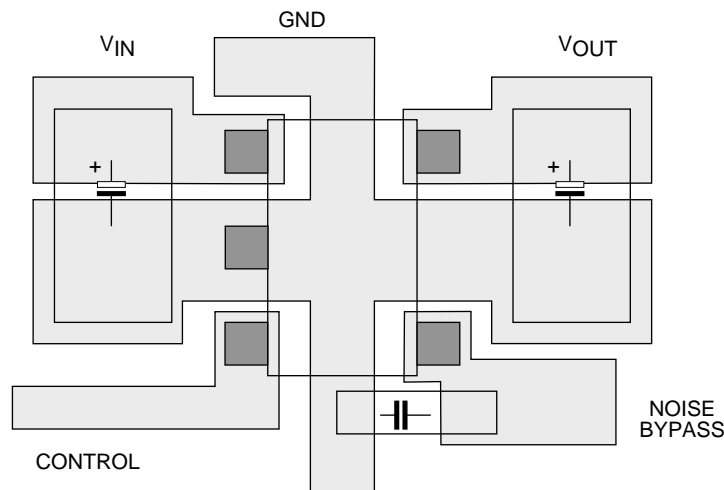 GND
VIN
VOUT
+
+
NOISE
BYPASS
CONTROL